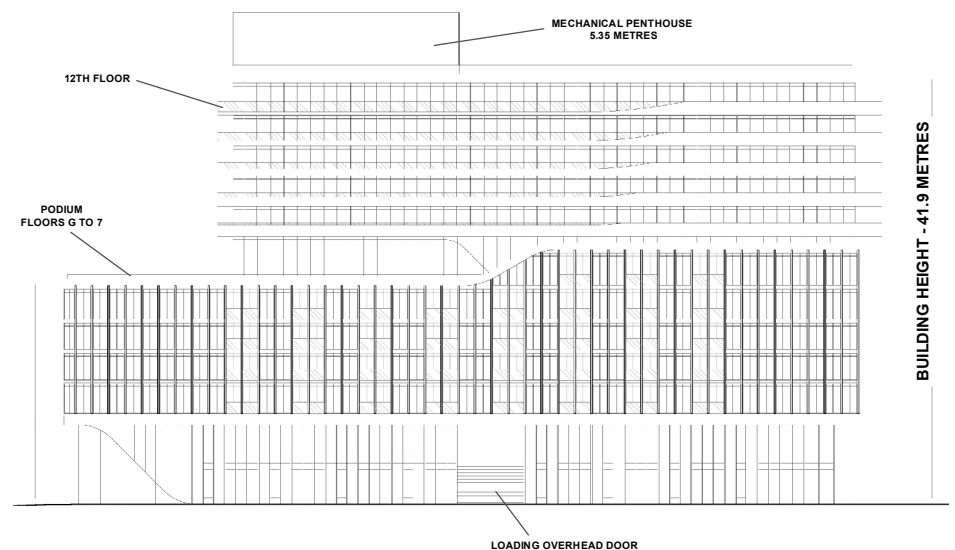 MECHANICAL PENTHOUSE
5.35 METRES
12TH FLOOR
BUILDING HEIGHT - 41.9 METRES
PODIUM
FLOORS G TO 7
LOADING OVERHEAD DOOR